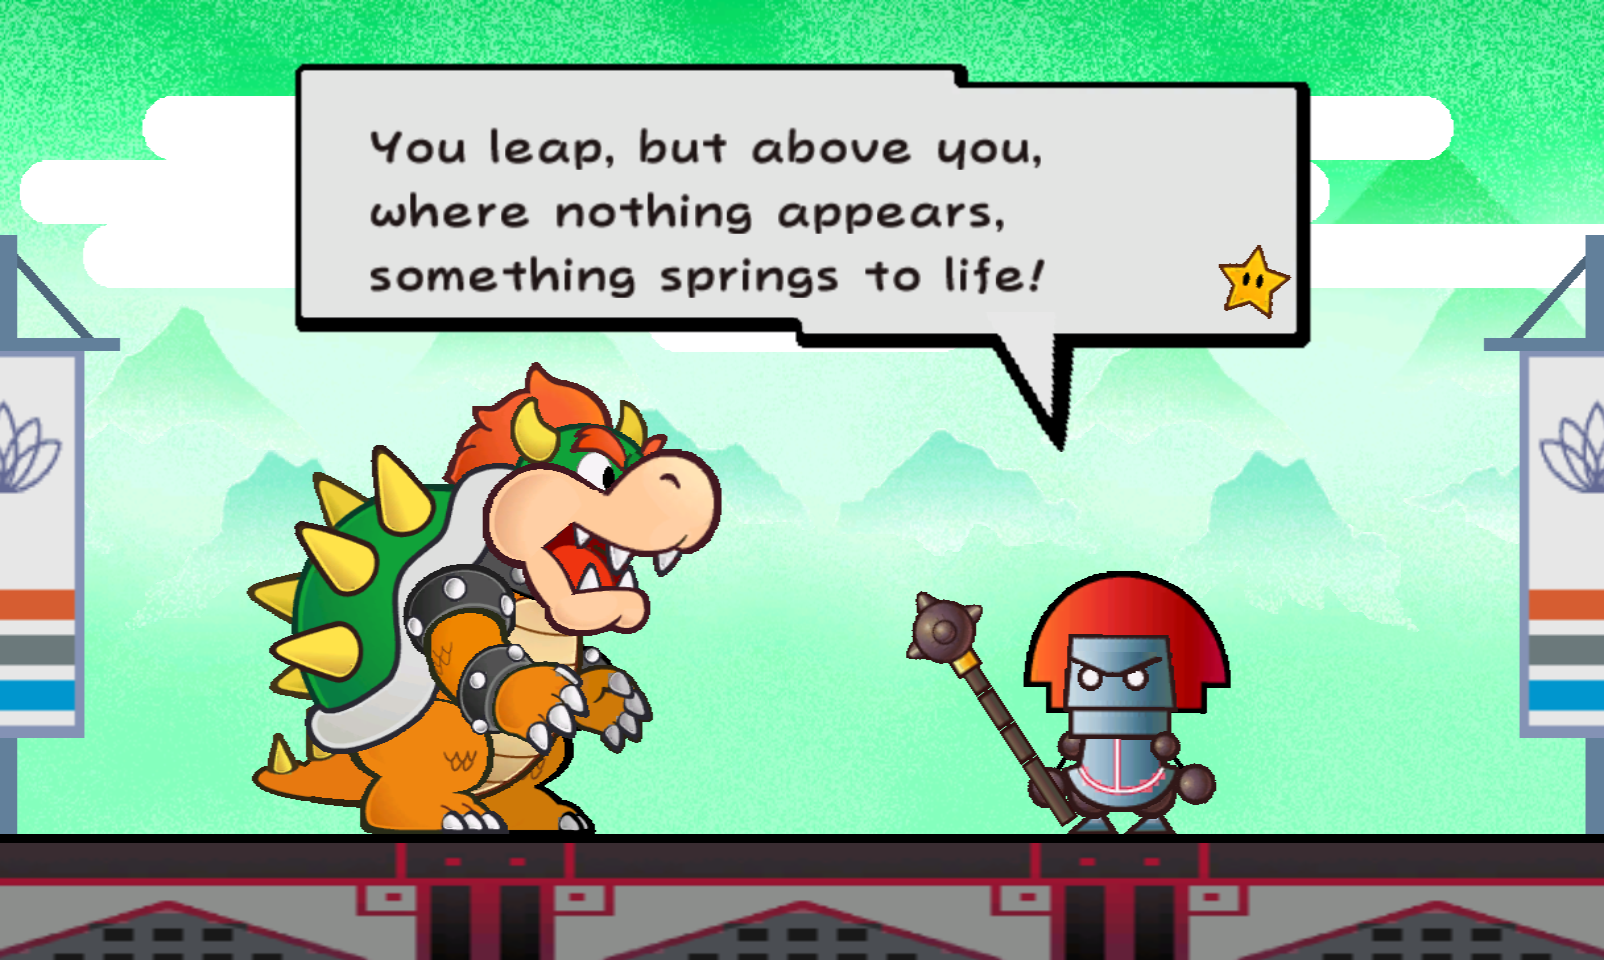 You leap, but above you,
where nothing appears,
something springs to life!